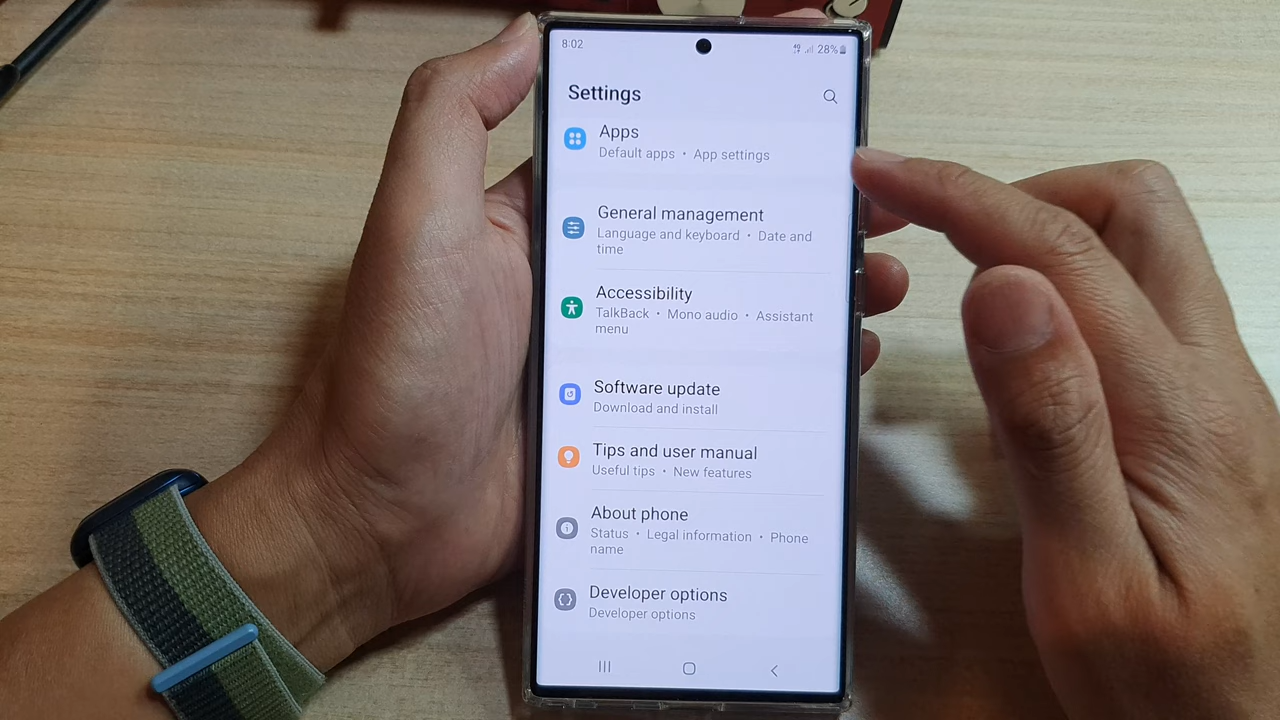 8:02
4G 28%
Settings
Apps
Default apps • App settings
General management
Language and keyboard • Date and
time
Accessibility
TalkBack • Mono audio • Assistant
menu
Software update
Download and install
Tips and user manual
Useful tips • New features
About phone
Status • Legal information • Phone
name
Developer options
Developer options